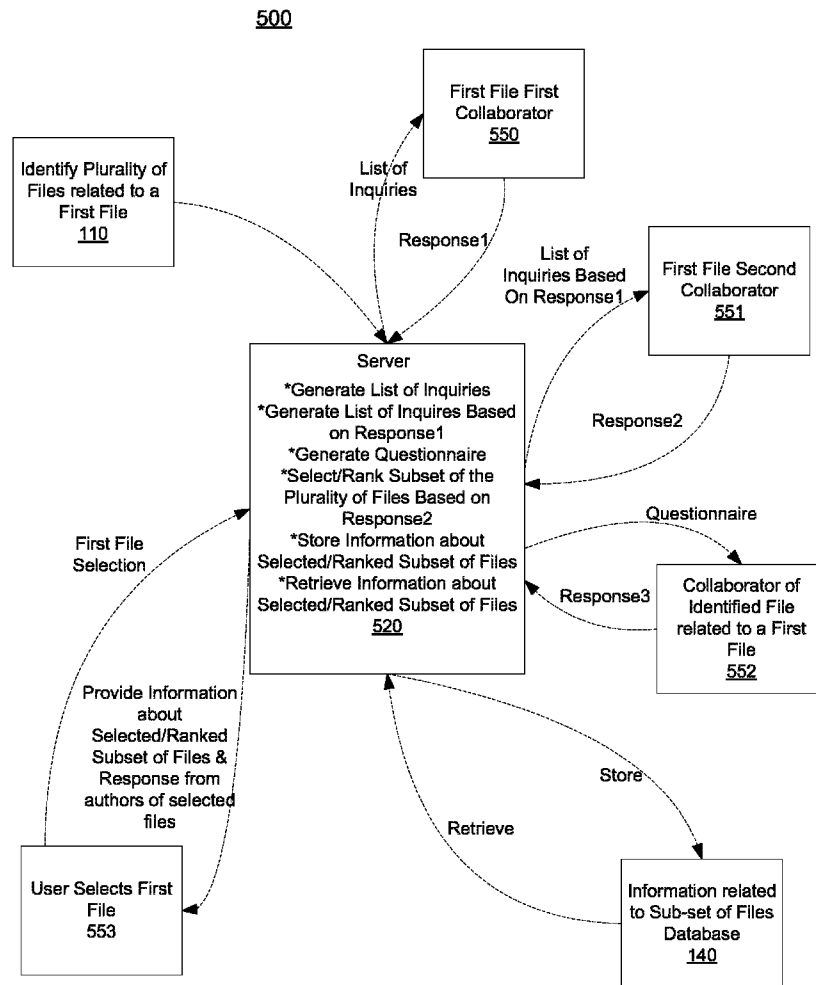 500
First File First
Collaborator
550
Identify Plurality of
Files related to a
First File
110
List of
Inquiries
Response1
List of
Inquiries Based
On Response1
First File Second
Collaborator
551
Response2
Server
*Generate List of Inquiries
*Generate List of Inquires Based
on Response1
*Generate Questionnaire
*Select/Rank Subset of the
Plurality of Files Based on
Response2
*Store Information about
Selected/Ranked Subset of Files
*Retrieve Information about
Selected/Ranked Subset of Files
520
Questionnaire
Response3
Collaborator of
Identified File
related to a First
File
552
First File
Selection
Provide Information
about
Selected/Ranked
Subset of Files &
Response from
authors of selected
files
Store
Retrieve
User Selects First
File
553
Information related
to Sub-set of Files
Database
140